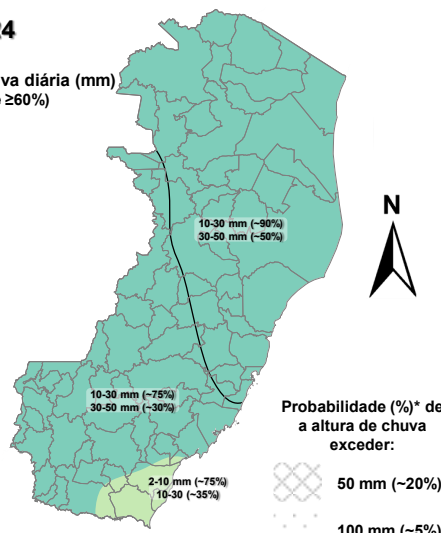 24
va diária (mm)
≥60%)
10-30 mm (~90%)
30-50 mm (~50%)
N
10-30 mm (~75%)
30-50 mm (~30%)
2-10 mm (~75%)
10-30 (~35%)
Probabilidade (%)* de
a altura de chuva
exceder:
50 mm (~20%)
100 mm (~5%)